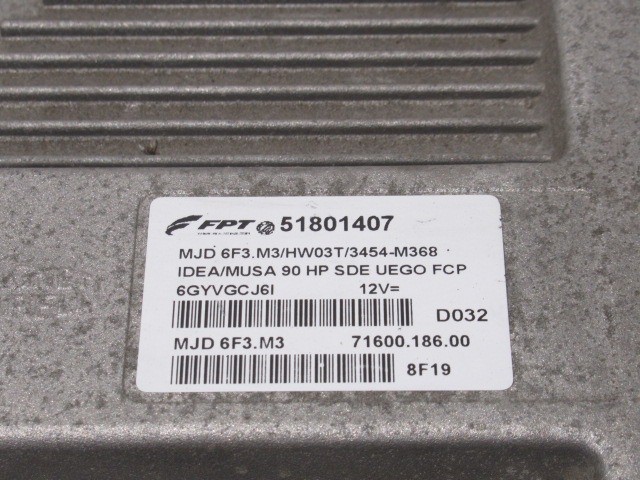 FPT 51801407
MJD 6F3.M3/HW03T/3454-M368
IDEA/MUSA 90 HP SDE UEGO FCP
6GYVGCJ6I 12V=
D032
MJD 6F3.M3 71600.186.00
8F19